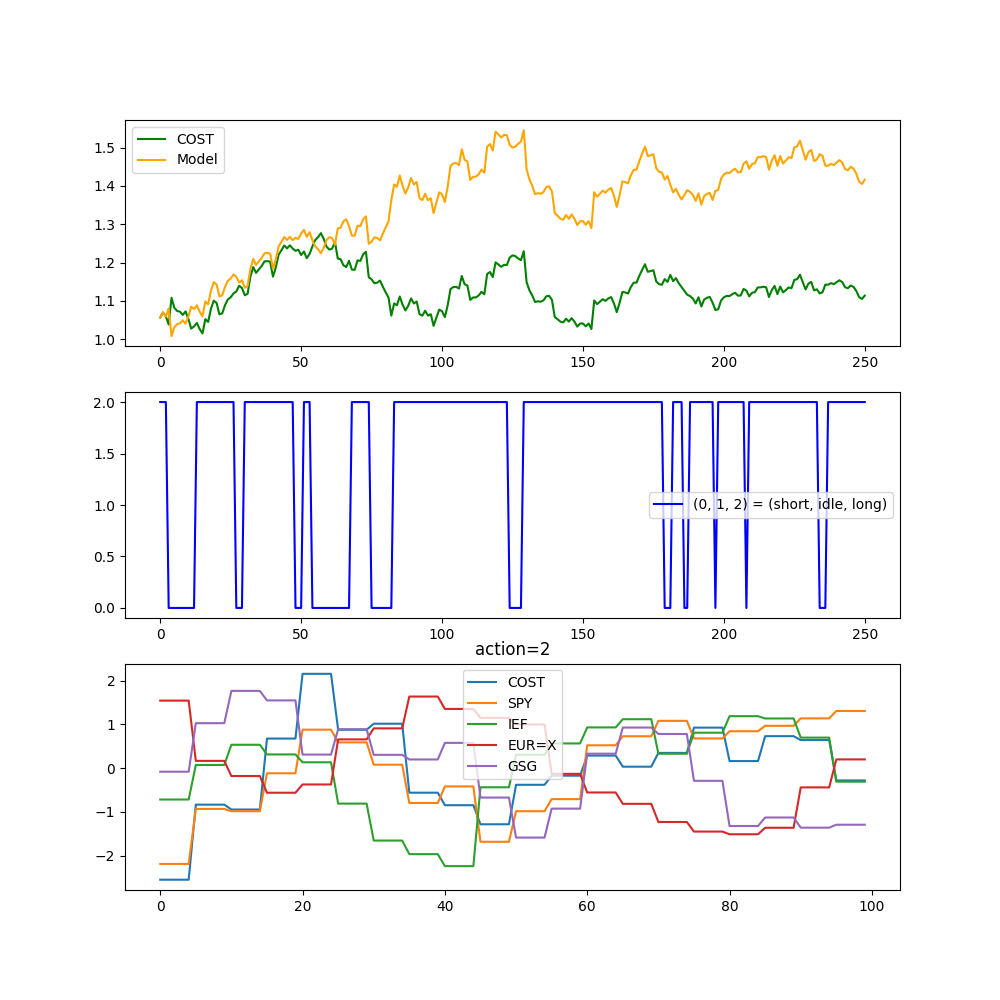 COST
Model
1.5
1.4
1.3
1.2
1.1
1.0
0 50 100 150 200 250
2.0
1.5
1.0
0.5
0.0
(0, 1, 2) = (short, idle, long)
0 50 100 150 200 250
action=2
2
1
0
−1
−2
COST
SPY
IEF
EUR=X
GSG
0 20 40 60 80 100